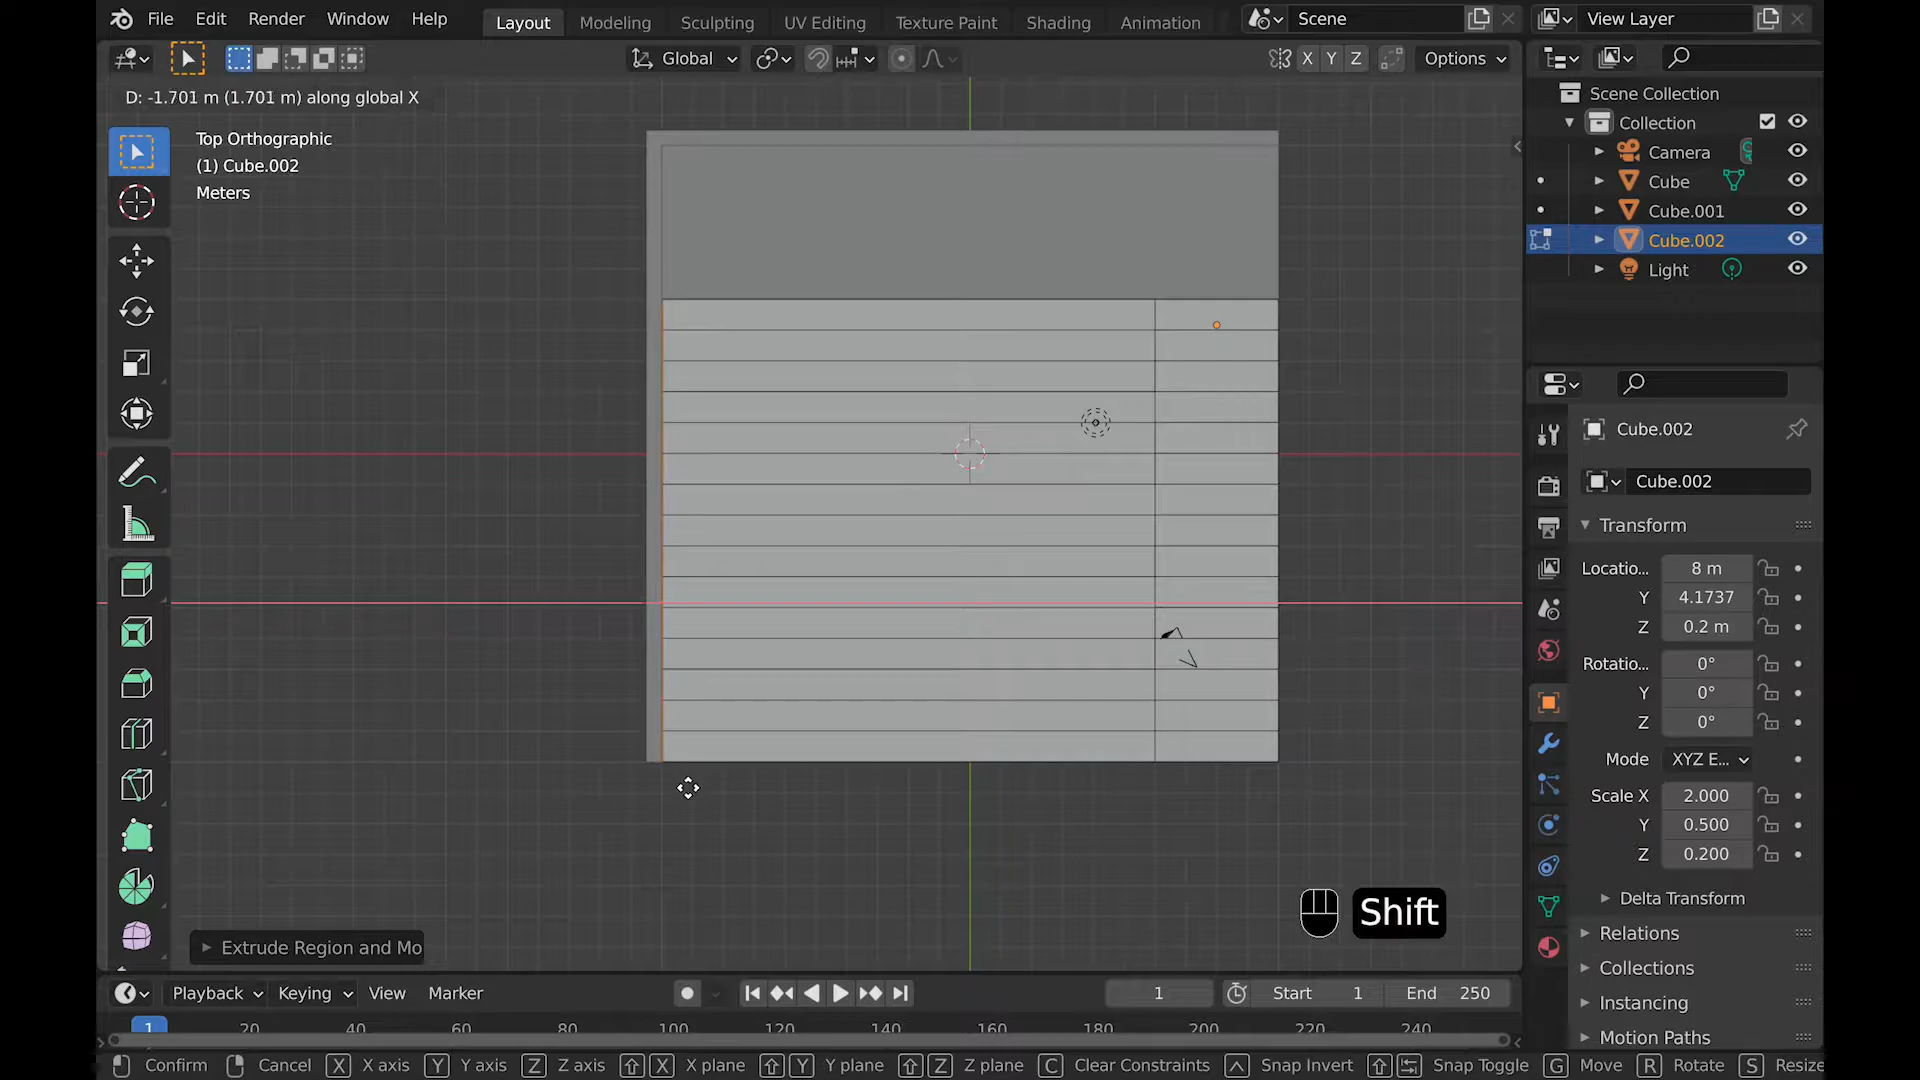 File Edit Render Window Help Layout Modeling Sculpting UV Editing Texture Paint Shading Animation Scene View Layer
Global X Y Z Options
D: -1.701 m (1.701 m) along global X
Top Orthographic
(1) Cube.002
Meters
Scene Collection
Collection
Camera
Cube
Cube.001
Cube.002
Light
Cube.002
Cube.002
Transform
Locatio... 8 m
Y 4.1737
Z 0.2 m
Rotatio... 0°
Y 0°
Z 0°
Mode XYZ E...
Scale X 2.000
Y 0.500
Z 0.200
Delta Transform
Relations
Collections
Instancing
Motion Paths
Shift
Extrude Region and Mo
Playback Keying View Marker 1 Start 1 End 250
1 20 40 60 80 100 120 140 160 180 200 220 240
Confirm Cancel X X axis Y Y axis Z Z axis X X plane Y Y plane Z Z plane C Clear Constraints Snap Invert Snap Toggle G Move R Rotate S Resize